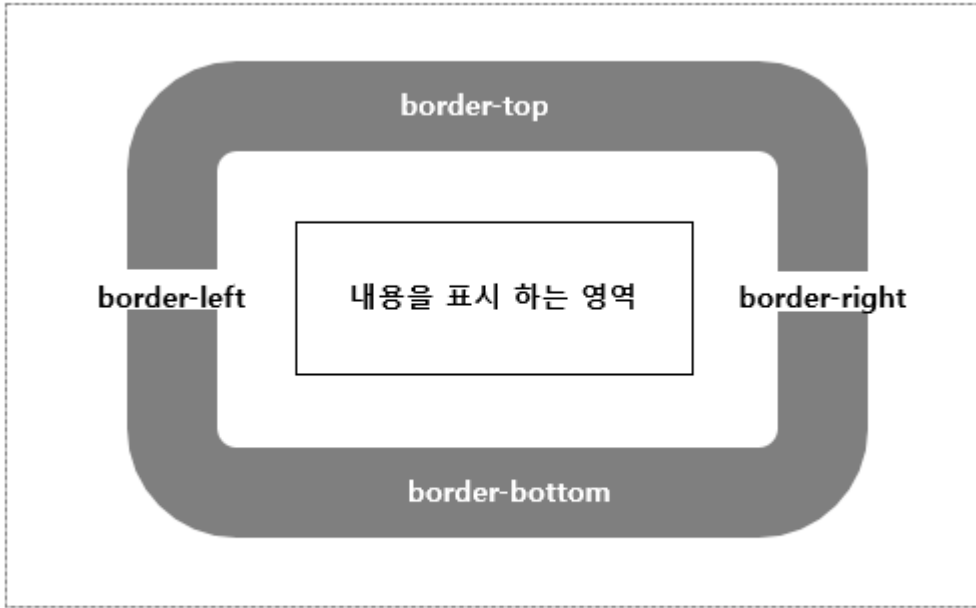 border-top
border-left
내용을 표시 하는 영역
border-right
border-bottom